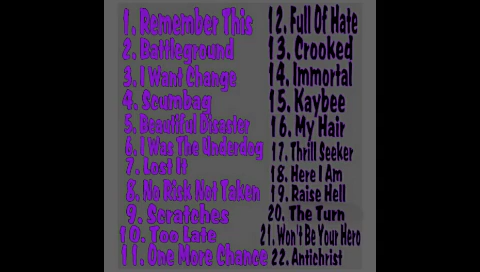 1. Remember This
2. Battleground
3. I Want Change
4. Scumbag
5. Beautiful Disaster
6. I Was The Underdog
7. Lost It
8. No Risk Not Taken
9. Scratches
10. Too Late
11. One More Chance
12. Full Of Hate
13. Crooked
14. Immortal
15. Kaybee
16. My Hair
17. Thrill Seeker
18. Here I Am
19. Raise Hell
20. The Turn
21. Won't Be Your Hero
22. Antichrist